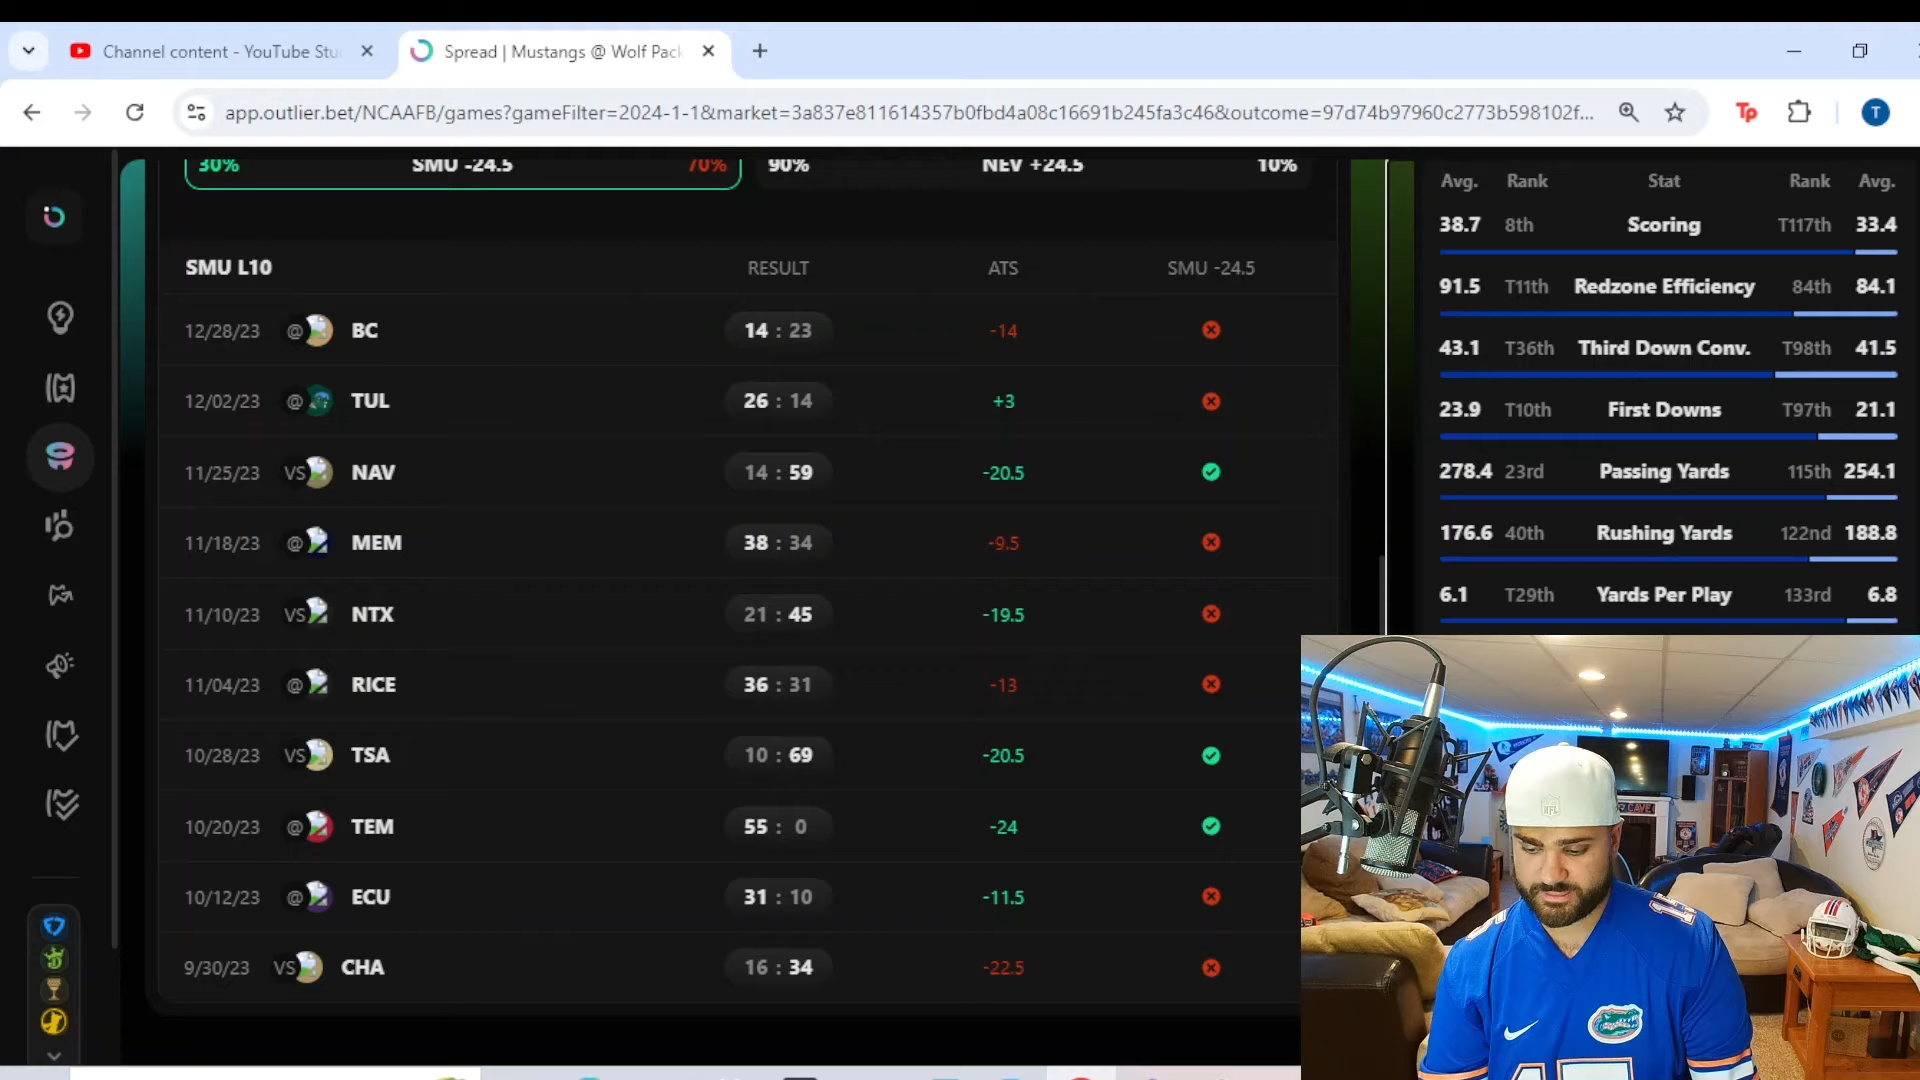 Channel content - YouTube Stu
Spread | Mustangs @ Wolf Pack
app.outlier.bet/NCAAFB/games?gameFilter=2024-1-1&market=3a837e811614357b0fbd4a08c16691b245fa3c46&outcome=97d74b97960c2773b598102f...
Tp
T
30% SMU -24.5 70%
90% NEV +24.5 10%
SMU L10 RESULT ATS SMU -24.5
12/28/23 @ BC 14 : 23 -14
12/02/23 @ TUL 26 : 14 +3
11/25/23 VS NAV 14 : 59 -20.5
11/18/23 @ MEM 38 : 34 -9.5
11/10/23 VS NTX 21 : 45 -19.5
11/04/23 @ RICE 36 : 31 -13
10/28/23 VS TSA 10 : 69 -20.5
10/20/23 @ TEM 55 : 0 -24
10/12/23 @ ECU 31 : 10 -11.5
9/30/23 VS CHA 16 : 34 -22.5
Avg. Rank Stat Rank Avg.
38.7 8th Scoring T117th 33.4
91.5 T11th Redzone Efficiency 84th 84.1
43.1 T36th Third Down Conv. T98th 41.5
23.9 T10th First Downs T97th 21.1
278.4 23rd Passing Yards 115th 254.1
176.6 40th Rushing Yards 122nd 188.8
6.1 T29th Yards Per Play 133rd 6.8
NFL
15